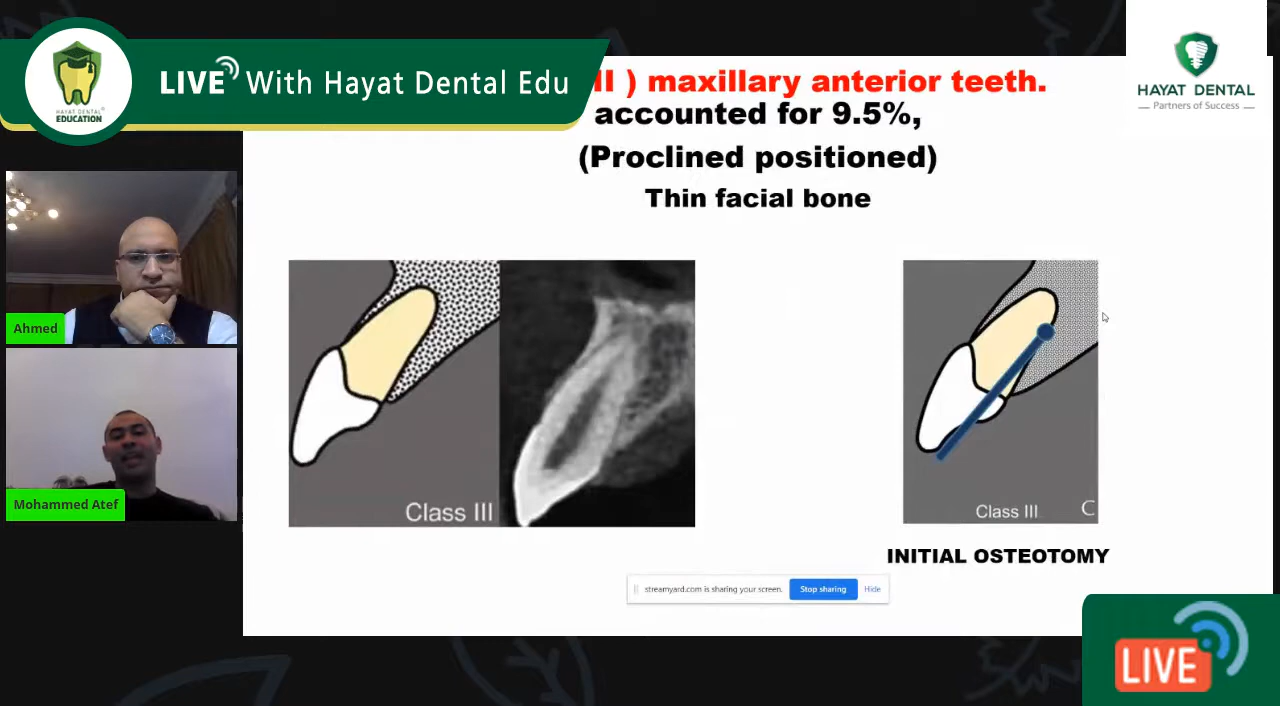 LIVE With Hayat Dental Edu
HAYAT DENTAL
EDUCATION
HAYAT DENTAL
Partners of Success
II ) maxillary anterior teeth.
accounted for 9.5%,
(Proclined positioned)
Thin facial bone
Ahmed
Mohammed Atef
Class III
Class III
C
INITIAL OSTEOTOMY
streamyard.com is sharing your screen.
Stop sharing
Hide
LIVE